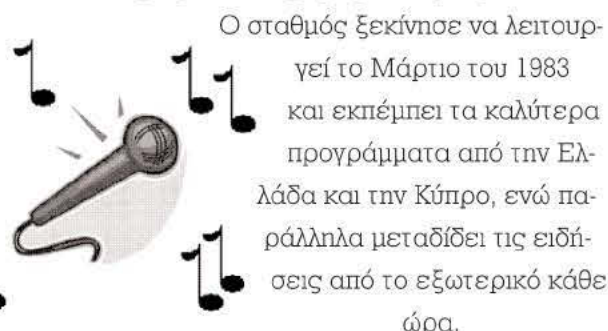 Ο σταθμός ξεκίνησε να λειτουρ-
γεί το Μάρτιο του 1983
και εκπέμπει τα καλύτερα
προγράμματα από την Ελ-
λάδα και την Κύπρο, ενώ πα-
ράλληλα μεταδίδει τις ειδή-
σεις από το εξωτερικό κάθε
ώρα.